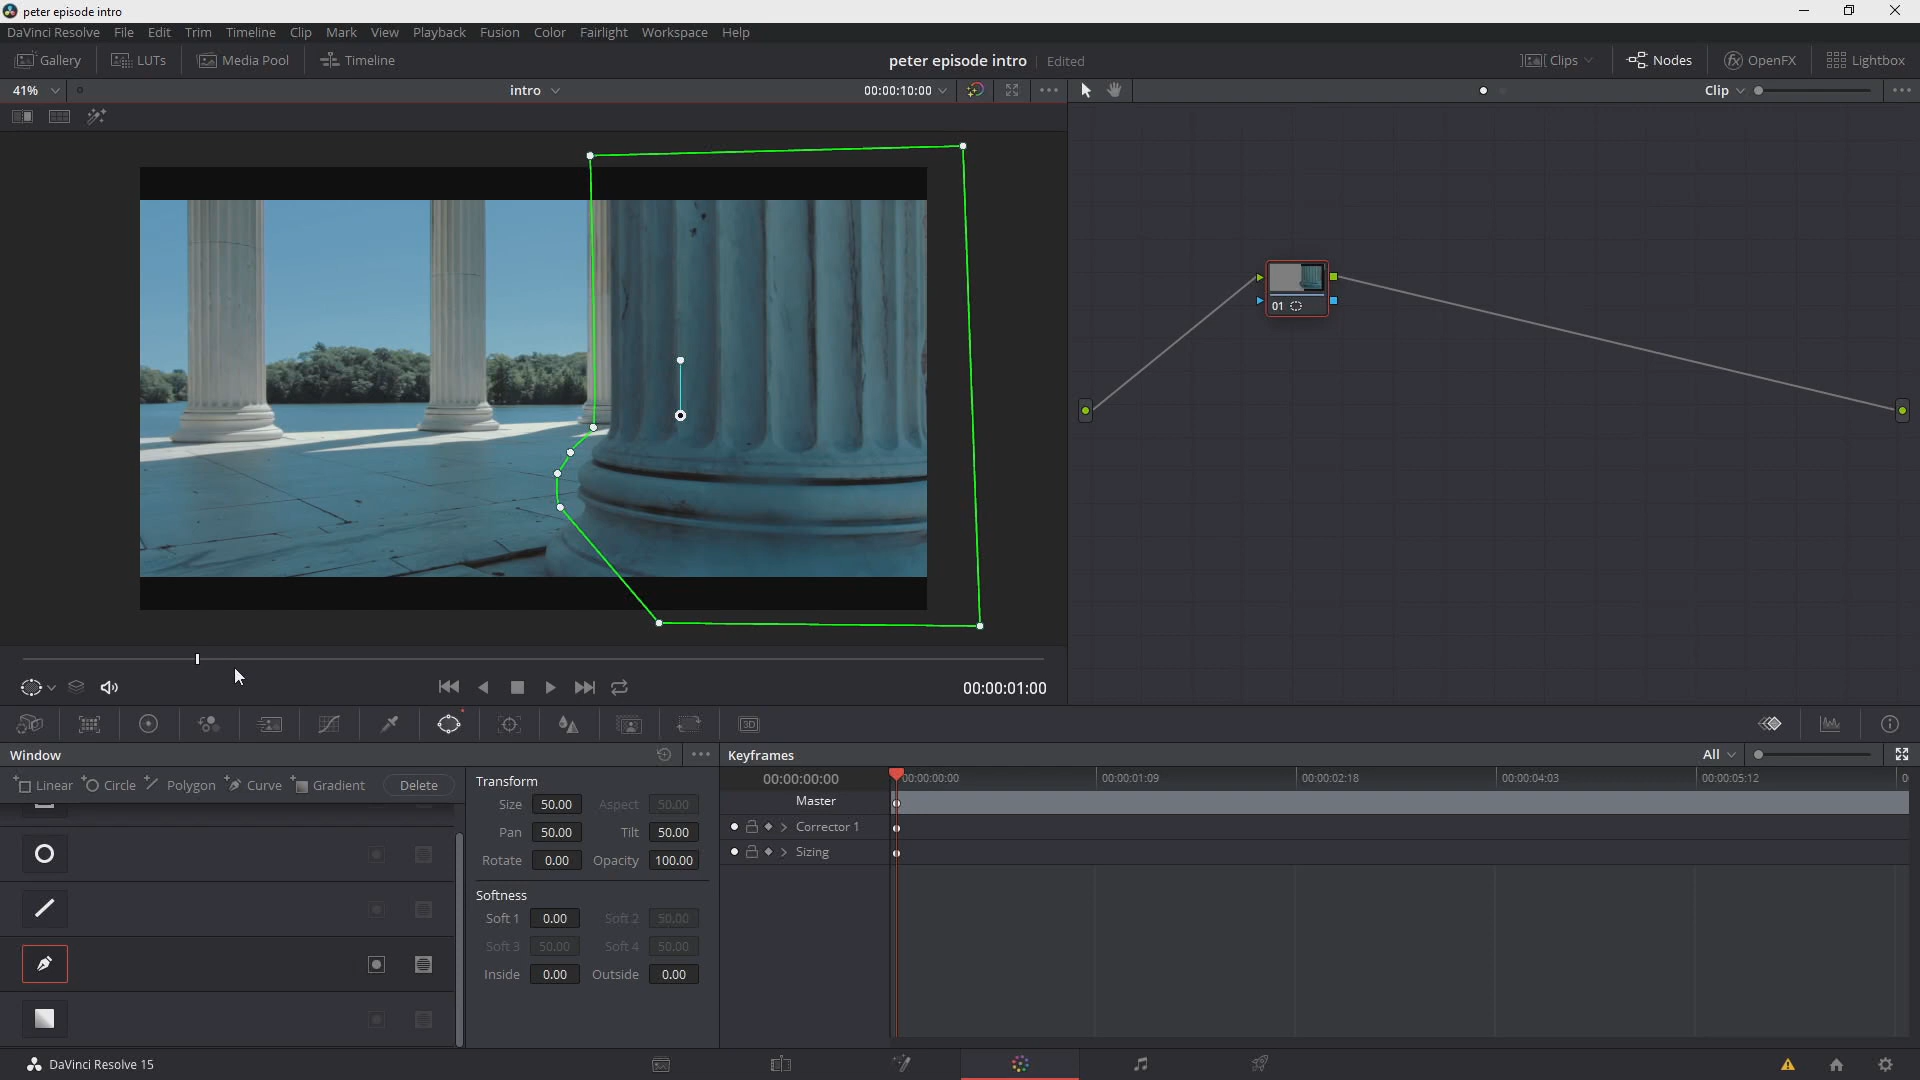 peter episode intro
DaVinci Resolve File Edit Trim Timeline Clip Mark View Playback Fusion Color Fairlight Workspace Help
Gallery LUTs Media Pool Timeline peter episode intro Edited Clips Nodes OpenFX Lightbox
41% intro 00:00:10:00 Clip
01
00:00:01:00
3D
Window Keyframes All
Linear Circle Polygon Curve Gradient Delete
Transform
Size 50.00 Aspect 50.00
Pan 50.00 Tilt 50.00
Rotate 0.00 Opacity 100.00
Softness
Soft 1 0.00 Soft 2 50.00
Soft 3 50.00 Soft 4 50.00
Inside 0.00 Outside 0.00
00:00:00:00 00:00:00:00 00:00:01:09 00:00:02:18 00:00:04:03 00:00:05:12 0
Master
Corrector 1
Sizing
DaVinci Resolve 15